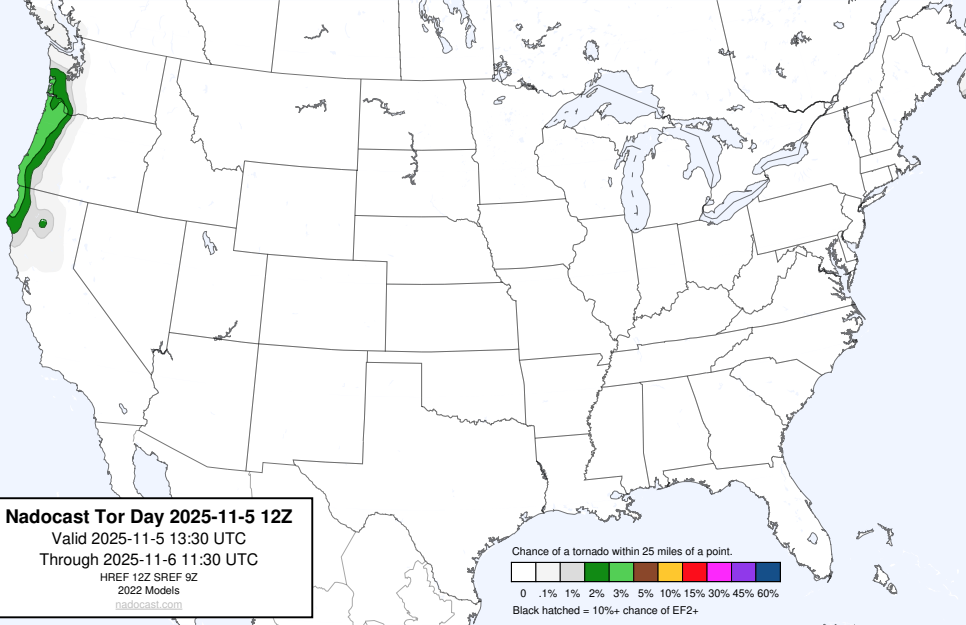 Nadocast Tor Day 2025-11-5 12Z
Valid 2025-11-5 13:30 UTC
Through 2025-11-6 11:30 UTC
HREF 12Z SREF 9Z
2022 Models
nadocast.com
Chance of a tornado within 25 miles of a point.
0 .1% 1% 2% 3% 5% 10% 15% 30% 45% 60%
Black hatched = 10%+ chance of EF2+